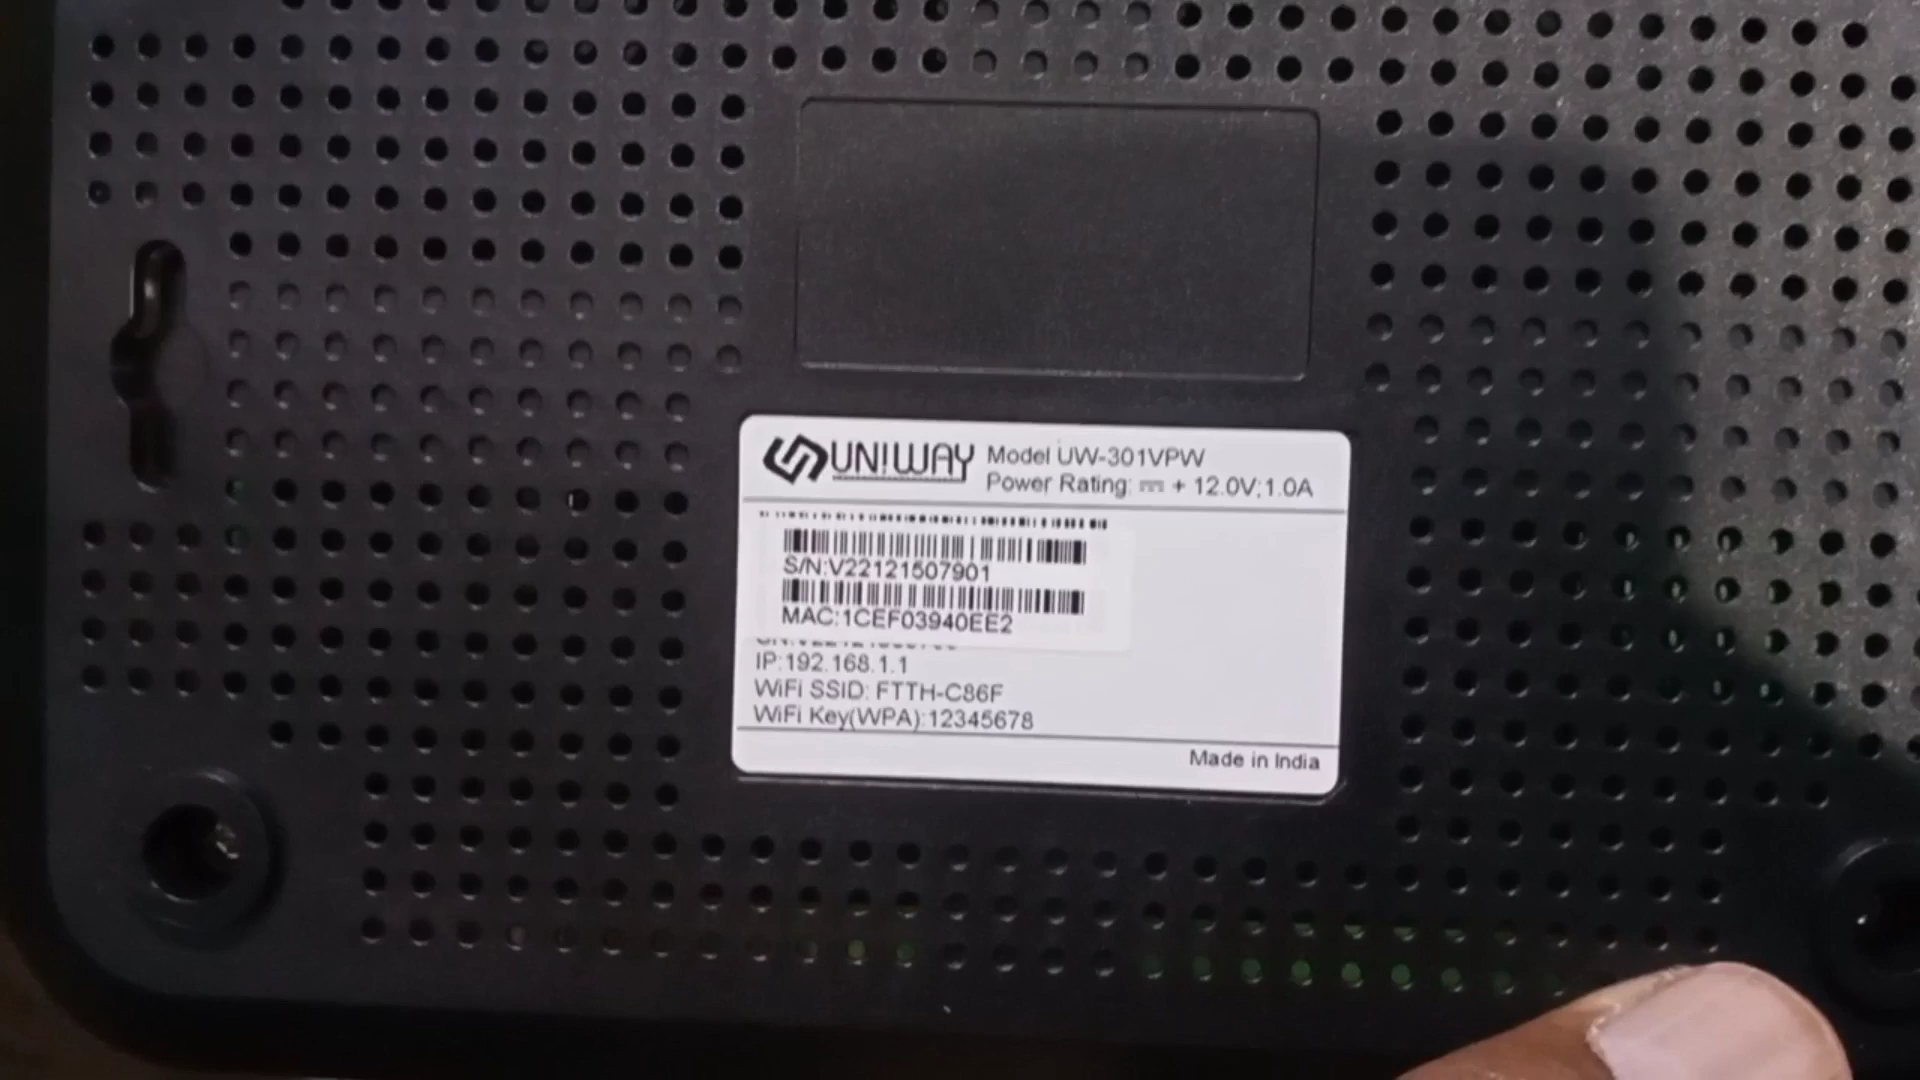 UNIWAY
Model UW-301VPW
Power Rating: ⎓ + 12.0V;1.0A
S/N:V22121507901
MAC:1CEF03940EE2
IP:192.168.1.1
WiFi SSID: FTTH-C86F
WiFi Key(WPA):12345678
Made in India